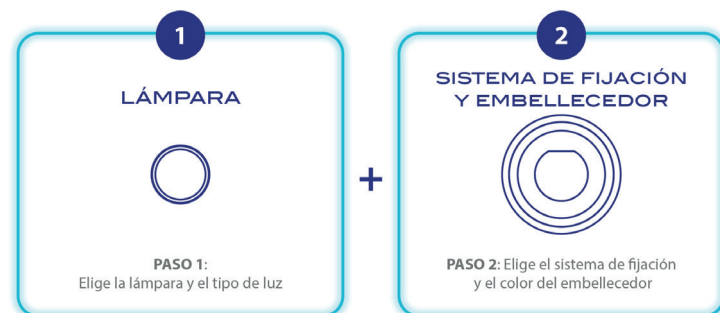 1
LÁMPARA
PASO 1:
Elige la lámpara y el tipo de luz
+
2
SISTEMA DE FIJACIÓN
Y EMBELLECEDOR
PASO 2: Elige el sistema de fijación
y el color del embellecedor